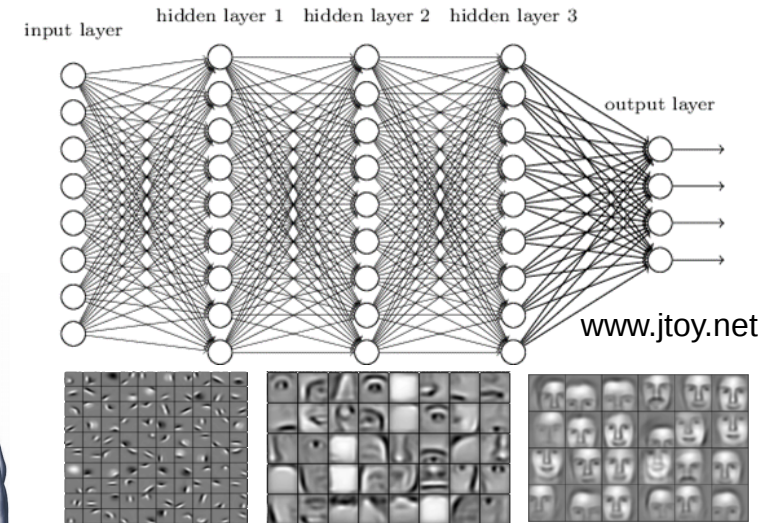 input layer
hidden layer 1
hidden layer 2
hidden layer 3
output layer
www.jtoy.net